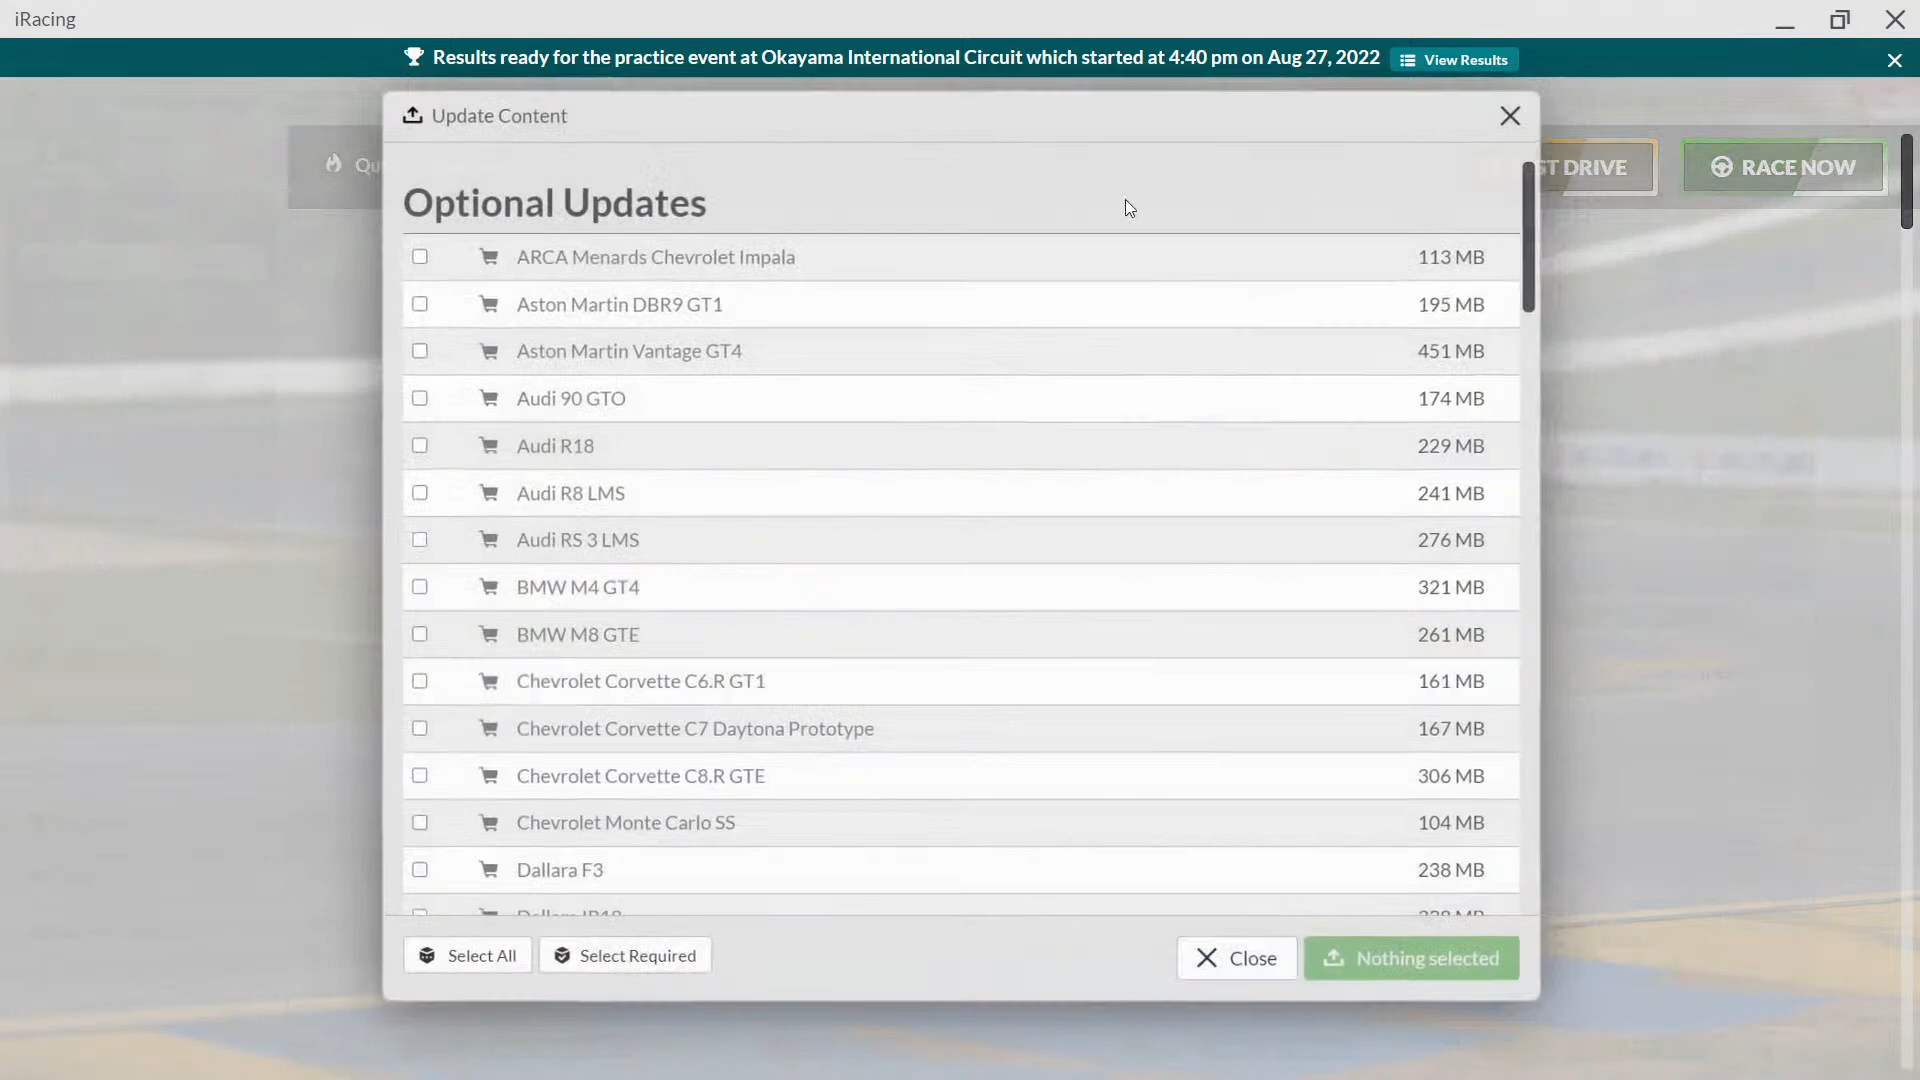 iRacing
Results ready for the practice event at Okayama International Circuit which started at 4:40 pm on Aug 27, 2022 View Results
Update Content
Optional Updates
ARCA Menards Chevrolet Impala 113 MB
Aston Martin DBR9 GT1 195 MB
Aston Martin Vantage GT4 451 MB
Audi 90 GTO 174 MB
Audi R18 229 MB
Audi R8 LMS 241 MB
Audi RS 3 LMS 276 MB
BMW M4 GT4 321 MB
BMW M8 GTE 261 MB
Chevrolet Corvette C6.R GT1 161 MB
Chevrolet Corvette C7 Daytona Prototype 167 MB
Chevrolet Corvette C8.R GTE 306 MB
Chevrolet Monte Carlo SS 104 MB
Dallara F3 238 MB
Select All Select Required Close Nothing selected
DRIVE RACE NOW